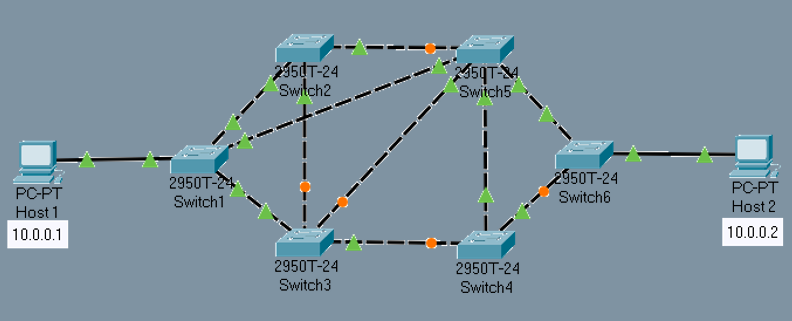 2950T-24
Switch2
2950T-24
Switch5
PC-PT
Host 1
10.0.0.1
2950T-24
Switch1
2950T-24
Switch6
PC-PT
Host 2
10.0.0.2
2950T-24
Switch3
2950T-24
Switch4